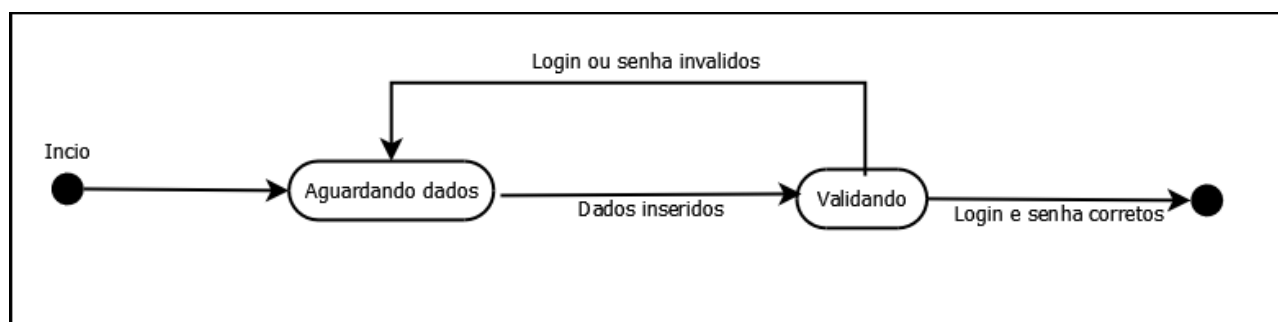 Login ou senha invalidos
Incio
Aguardando dados
Dados inseridos
Validando
Login e senha corretos